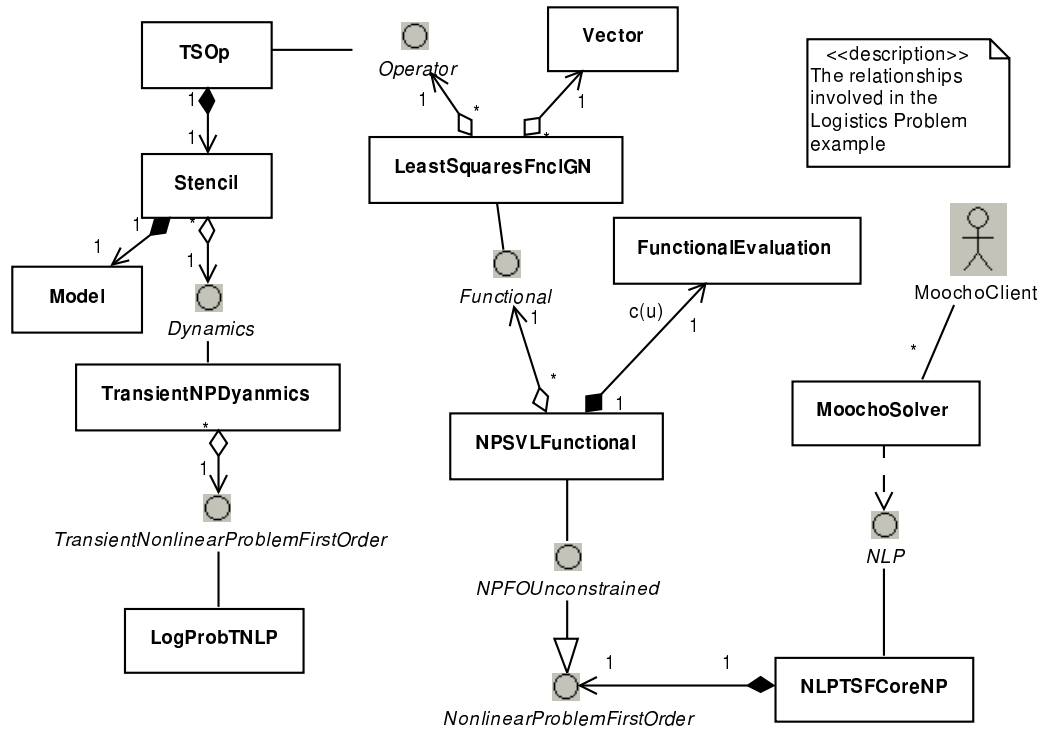 TSOp
Operator
Vector
<<description>>
The relationships
involved in the
Logistics Problem
example
1
1
*
1
*
1
LeastSquaresFncIGN
Stencil
1
1
*
1
Model
Dynamics
Functional
FunctionalEvaluation
MoochoClient
c(u)
1
1
*
TransientNPDyanmics
*
1
MoochoSolver
*
1
NPSVLFunctional
TransientNonlinearProblemFirstOrder
NLP
NPFOUnconstrained
LogProbTNLP
1
1
NLPTSFCoreNP
NonlinearProblemFirstOrder